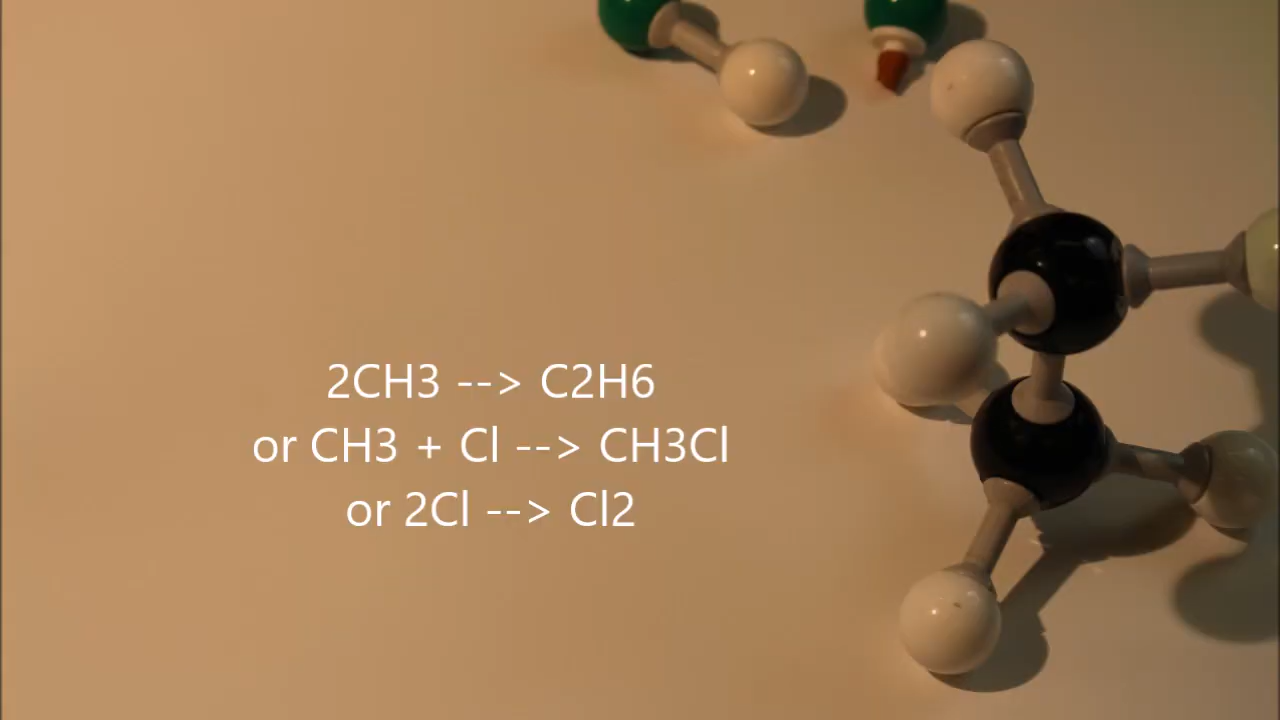 2CH3 --> C2H6
or CH3 + Cl --> CH3Cl
or 2Cl --> Cl2